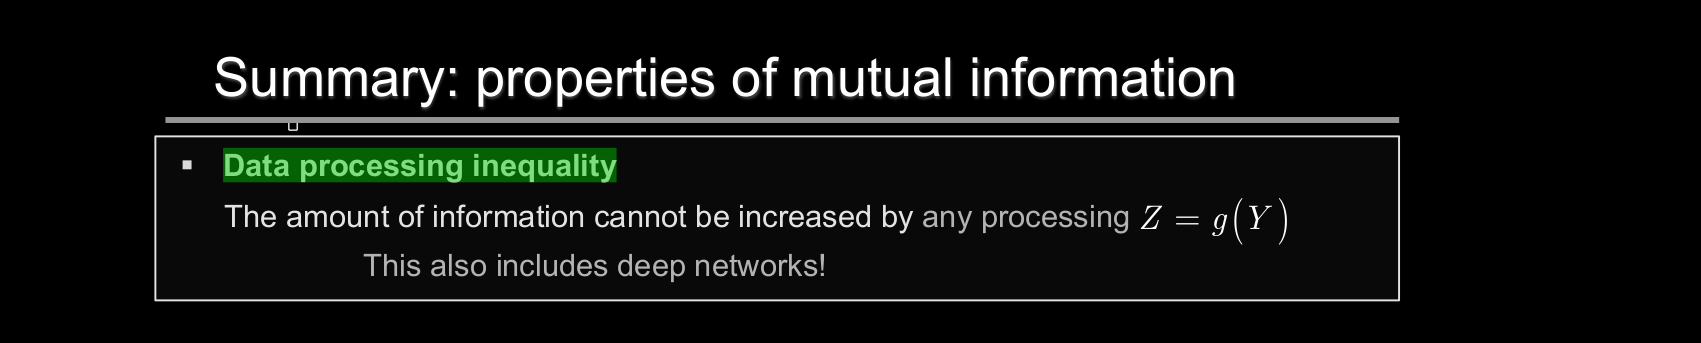 Summary: properties of mutual information
▪ Data processing inequality
The amount of information cannot be increased by any processing Z = g(Y)
This also includes deep networks!